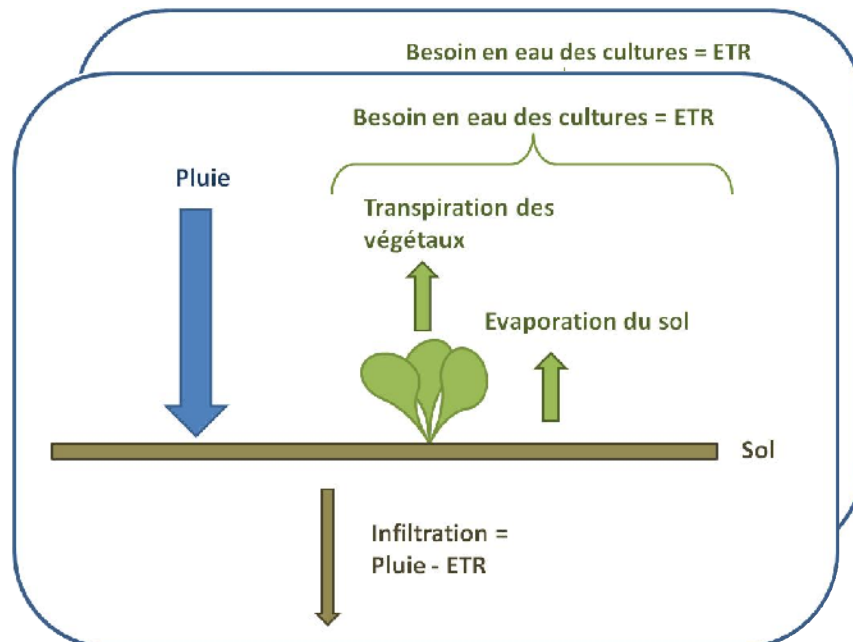 Besoin en eau des cultures = ETR
Besoin en eau des cultures = ETR
Pluie
Transpiration des
végétaux
Evaporation du sol
Sol
Infiltration =
Pluie - ETR